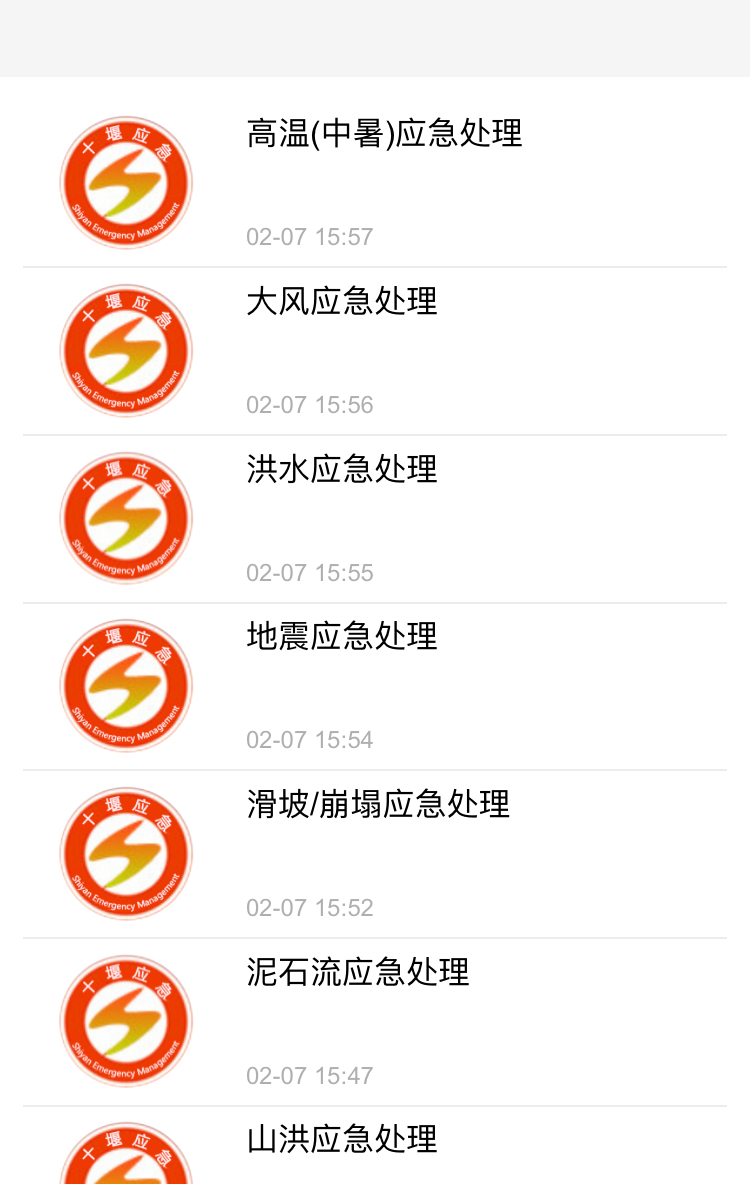 十堰应急
Shiyan Emergency Management
高温(中暑)应急处理
02-07 15:57
十堰应急
Shiyan Emergency Management
大风应急处理
02-07 15:56
十堰应急
Shiyan Emergency Management
洪水应急处理
02-07 15:55
十堰应急
Shiyan Emergency Management
地震应急处理
02-07 15:54
十堰应急
Shiyan Emergency Management
滑坡/崩塌应急处理
02-07 15:52
十堰应急
Shiyan Emergency Management
泥石流应急处理
02-07 15:47
十堰应急
山洪应急处理